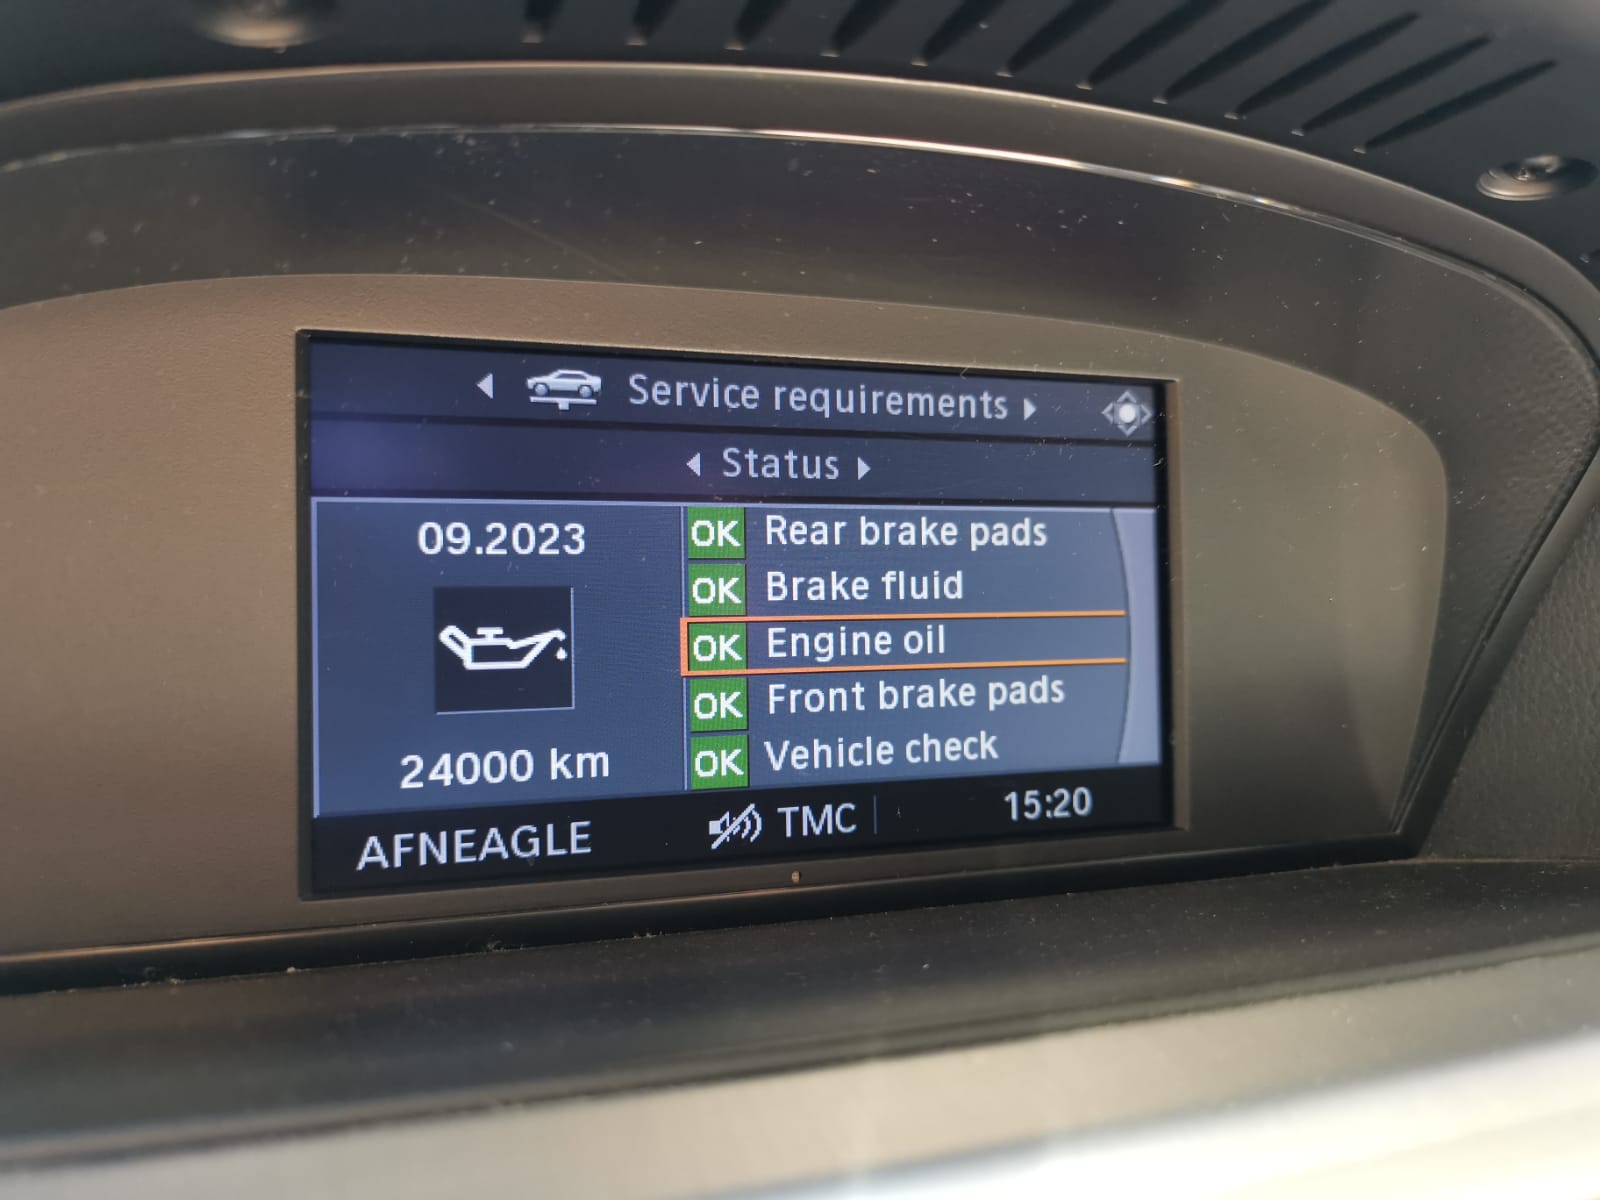 Service requirements
Status
09.2023
24000 km
OK Rear brake pads
OK Brake fluid
OK Engine oil
OK Front brake pads
OK Vehicle check
AFNEAGLE TMC 15:20